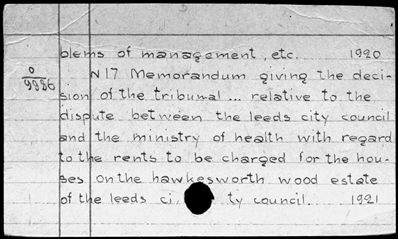 blems of management, etc. 1920
O
9986
N17 Memorandum giving the deci-
sion of the tribunal... relative to the
dispute between the leeds city council
and the ministry of health with regard
to the rents to be charged for the hou-
ses on the hawkesworth wood estate
of the leeds ci. ty council. 1921